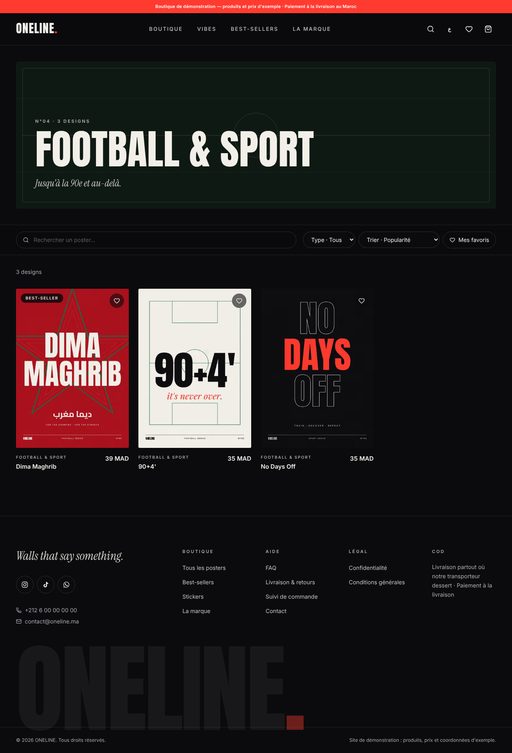 Boutique de démonstration — produits et prix d'exemple · Paiement à la livraison au Maroc
ONELINE.
BOUTIQUE
VIBES
BEST-SELLERS
LA MARQUE
ع
N°04 · 3 DESIGNS
FOOTBALL & SPORT
Jusqu'à la 90e et au-delà.
Rechercher un poster...
Type · Tous
Trier · Popularité
Mes favoris
3 designs
BEST-SELLER
DIMA
MAGHRIB
ديما مغرب
ONELINE
FOOTBALL & SPORT
39 MAD
Dima Maghrib
90+4'
it's never over.
ONELINE
FOOTBALL & SPORT
35 MAD
90+4'
NO
DAYS
OFF
ONELINE
FOOTBALL & SPORT
35 MAD
No Days Off
Walls that say something.
+212 6 00 00 00 00
contact@oneline.ma
BOUTIQUE
Tous les posters
Best-sellers
Stickers
La marque
AIDE
FAQ
Livraison & retours
Suivi de commande
Contact
LÉGAL
Confidentialité
Conditions générales
COD
Livraison partout où
notre transporteur
dessert · Paiement à la
livraison
ONELINE.
© 2026 ONELINE. Tous droits réservés.
Site de démonstration : produits, prix et coordonnées d'exemple.